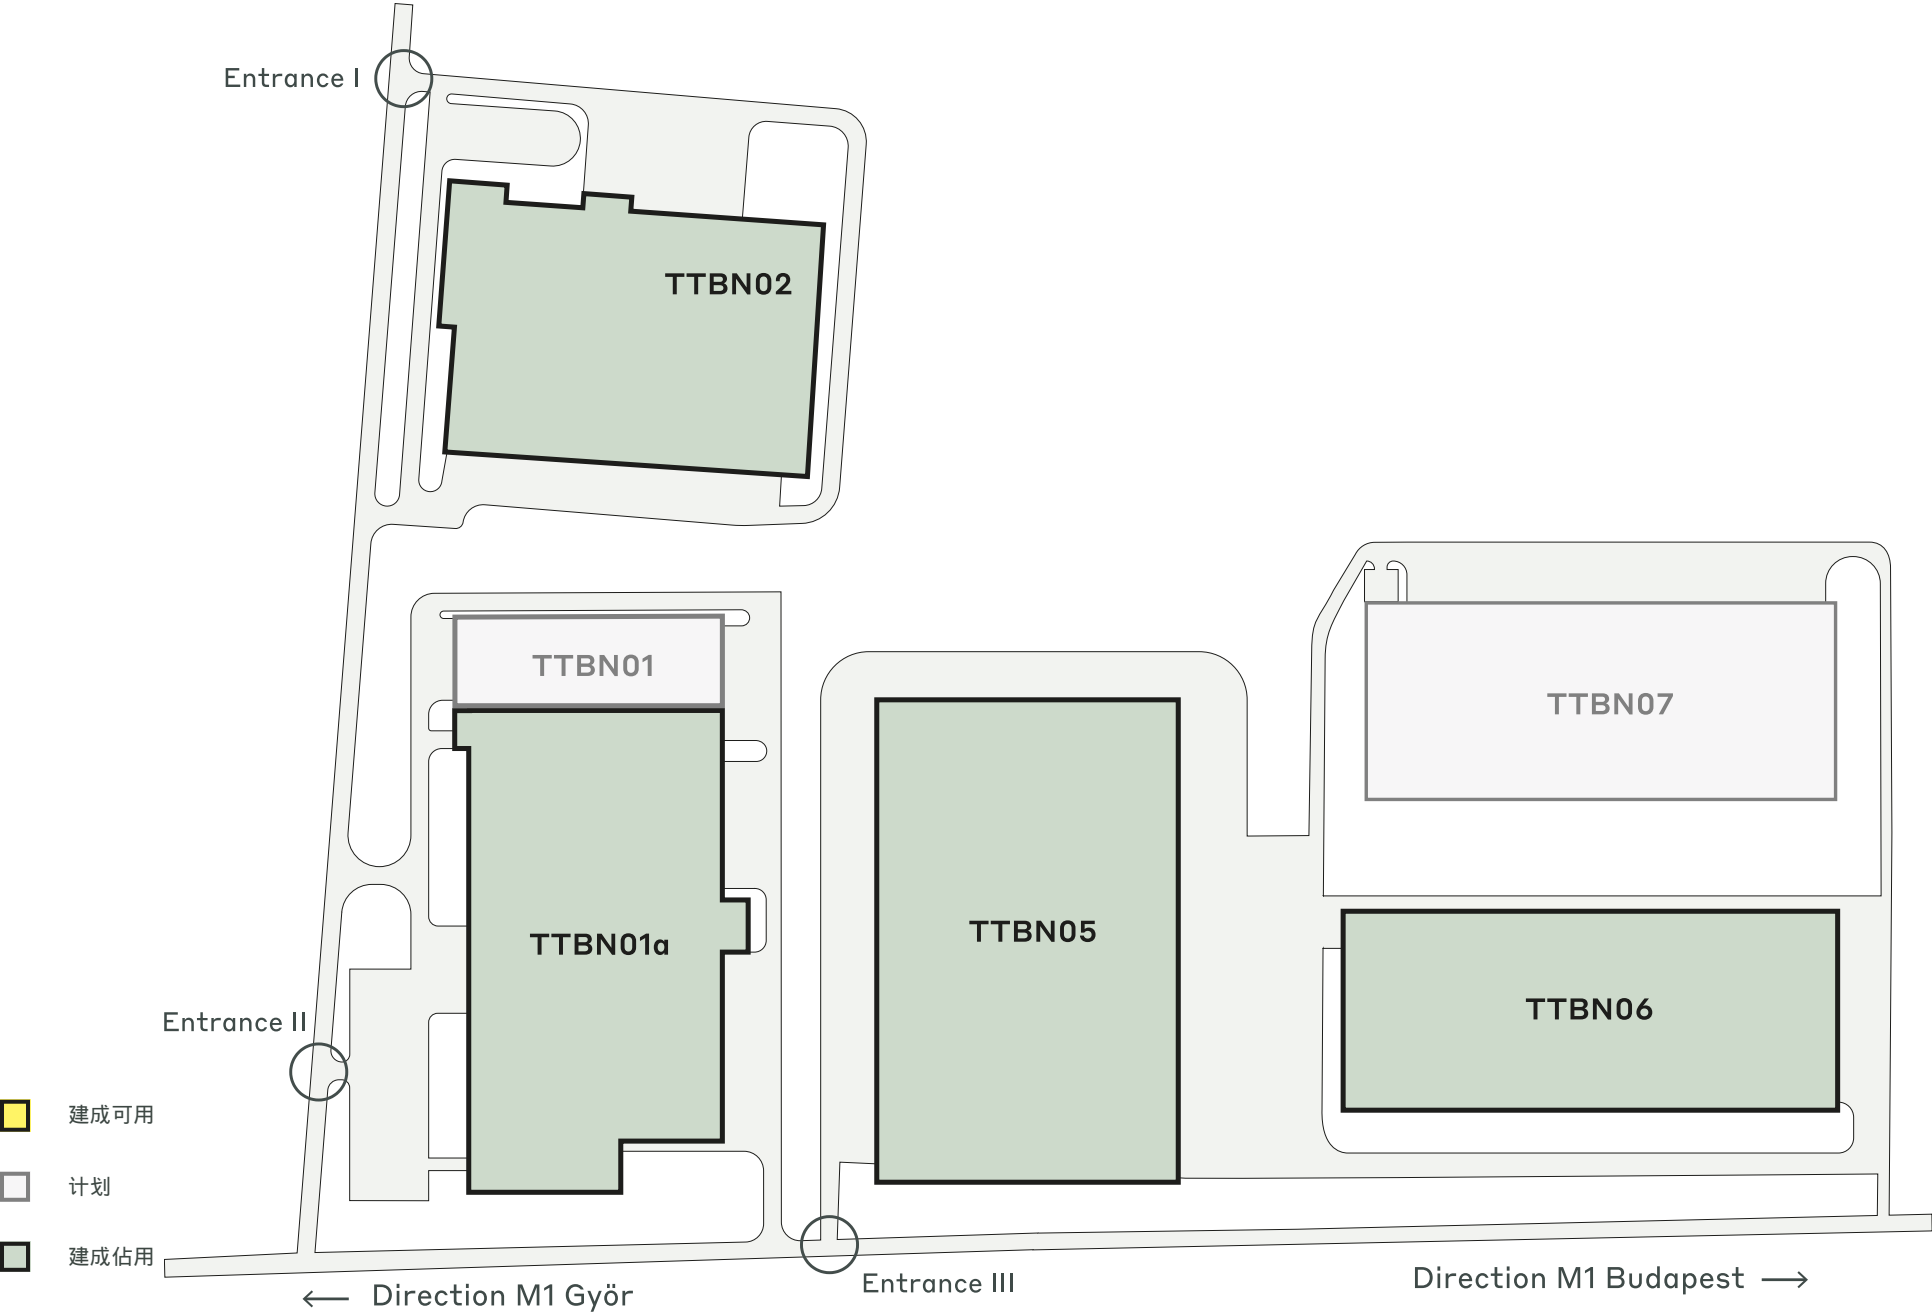 Entrance I
TTBN02
TTBN01
TTBN07
TTBN05
TTBN01a
TTBN06
Entrance II
建成可用
计划
建成佔用
Entrance III
Direction M1 Györ
Direction M1 Budapest